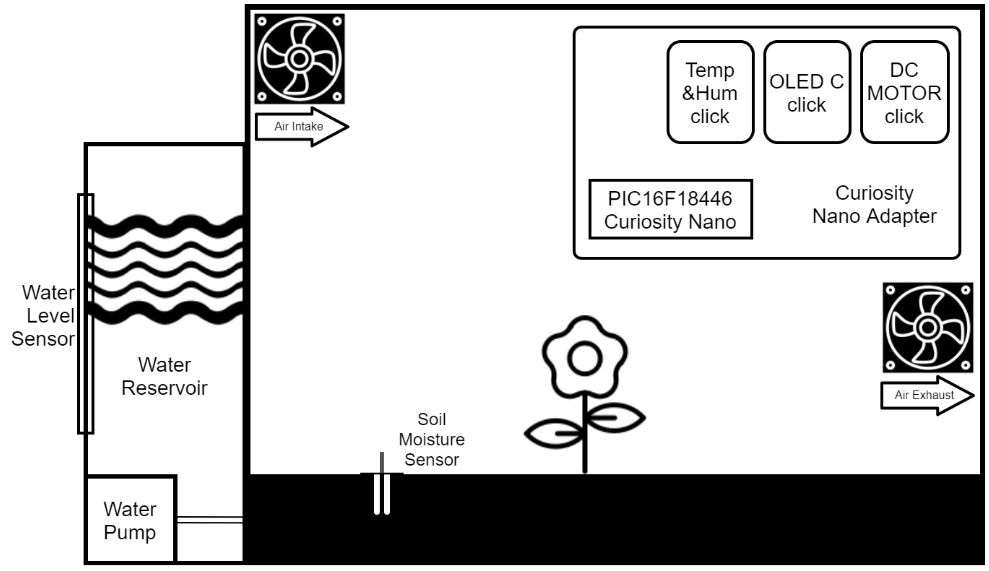 Air Intake
Temp
&Hum
click
OLED C
click
DC
MOTOR
click
PIC16F18446
Curiosity Nano
Curiosity
Nano Adapter
Water
Level
Sensor
Water
Reservoir
Air Exhaust
Soil
Moisture
Sensor
Water
Pump